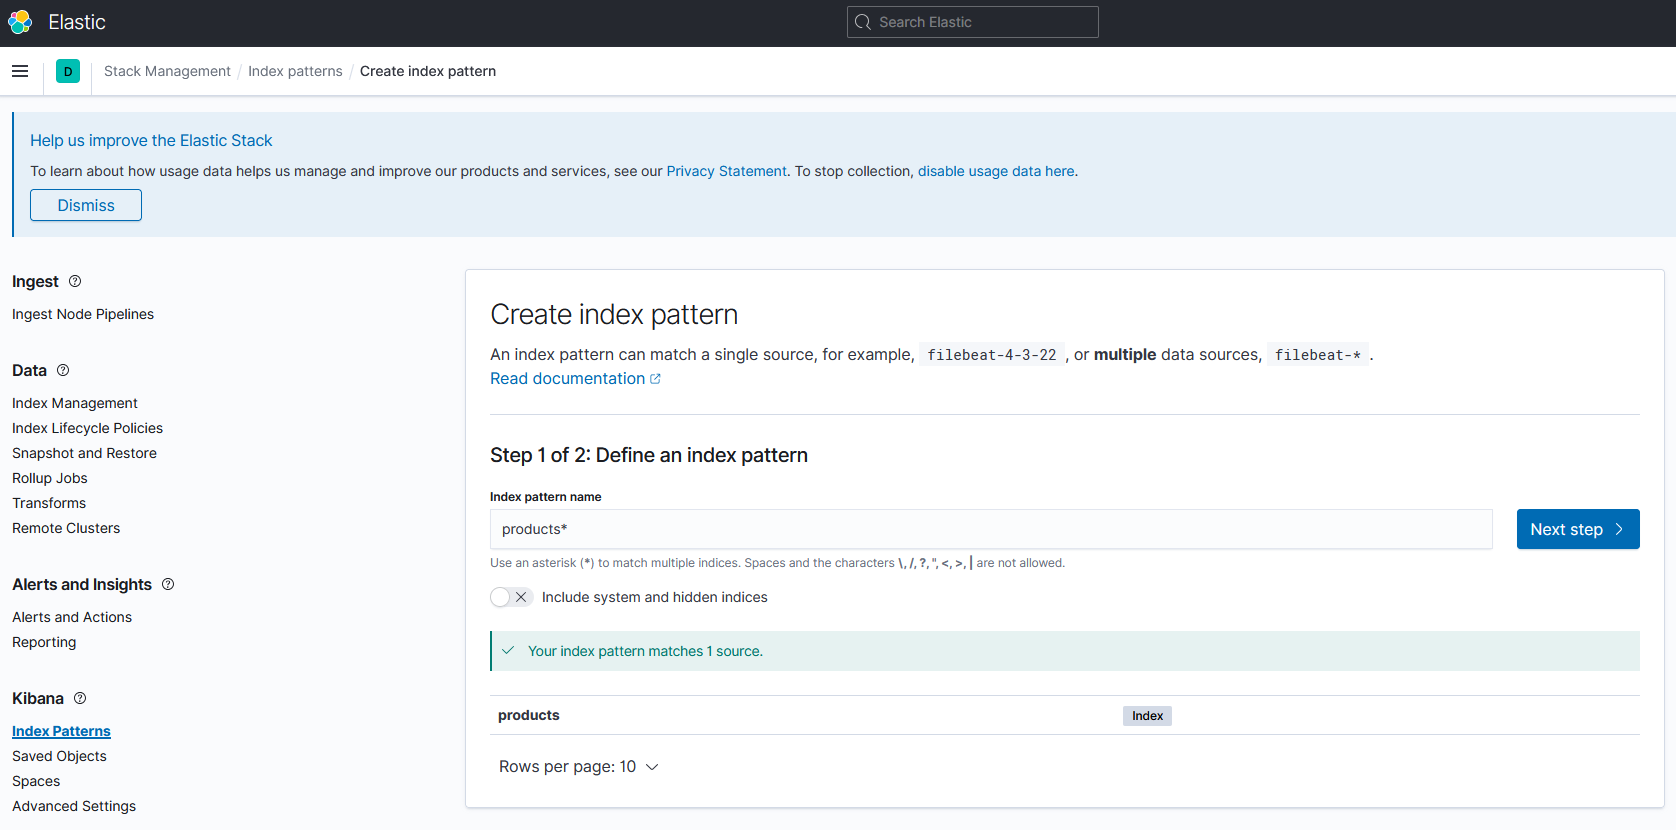 Elastic
Search Elastic
D
Stack Management / Index patterns / Create index pattern
Help us improve the Elastic Stack
To learn about how usage data helps us manage and improve our products and services, see our Privacy Statement. To stop collection, disable usage data here.
Dismiss
Ingest
Ingest Node Pipelines
Data
Index Management
Index Lifecycle Policies
Snapshot and Restore
Rollup Jobs
Transforms
Remote Clusters
Alerts and Insights
Alerts and Actions
Reporting
Kibana
Index Patterns
Saved Objects
Spaces
Advanced Settings
Create index pattern
An index pattern can match a single source, for example, filebeat-4-3-22 , or multiple data sources, filebeat-* .
Read documentation
Step 1 of 2: Define an index pattern
Index pattern name
products*
Next step
Use an asterisk (*) to match multiple indices. Spaces and the characters \, /, ?, ", <, >, | are not allowed.
Include system and hidden indices
Your index pattern matches 1 source.
products Index
Rows per page: 10